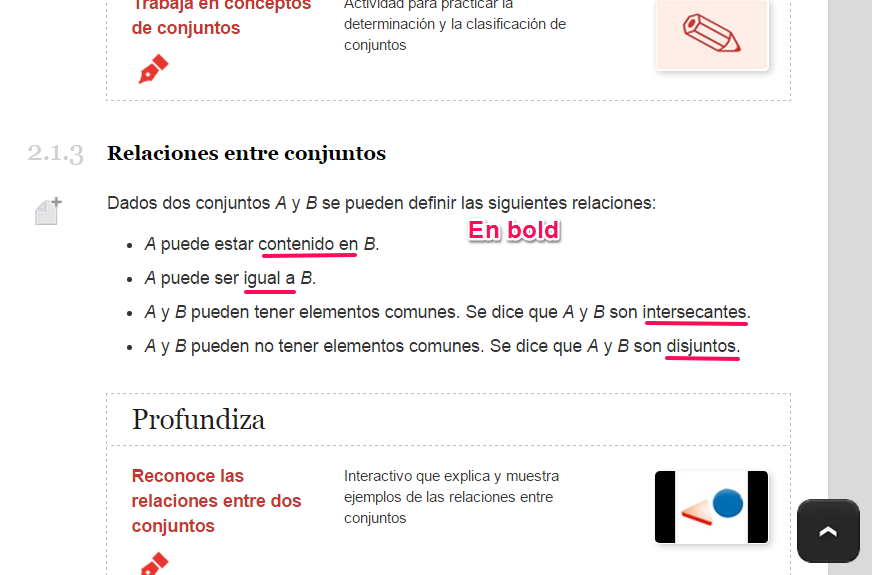 Trabaja en conceptos
de conjuntos
Actividad para practicar la
determinación y la clasificación de
conjuntos
2.1.3 Relaciones entre conjuntos
Dados dos conjuntos A y B se pueden definir las siguientes relaciones:
En bold
• A puede estar contenido en B.
• A puede ser igual a B.
• A y B pueden tener elementos comunes. Se dice que A y B son intersecantes.
• A y B pueden no tener elementos comunes. Se dice que A y B son disjuntos.
Profundiza
Reconoce las
relaciones entre dos
conjuntos
Interactivo que explica y muestra
ejemplos de las relaciones entre
conjuntos